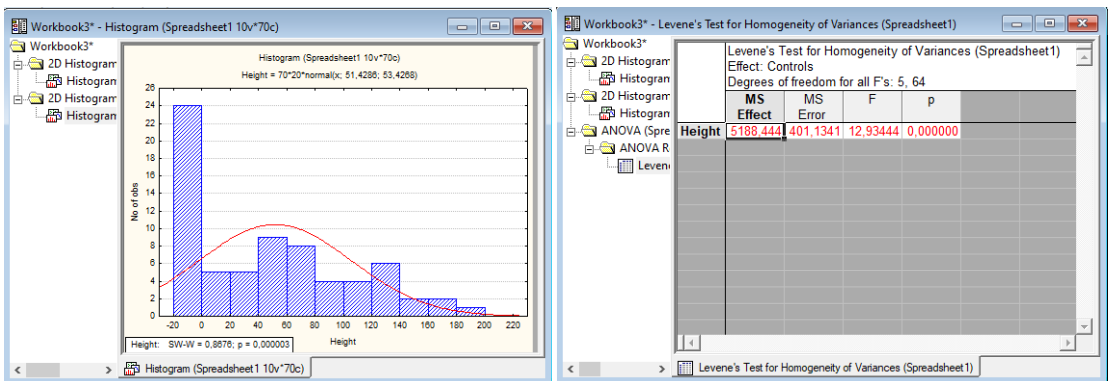 Workbook3* - Histogram (Spreadsheet1 10v*70c)
Workbook3*
2D Histogram
Histogram
2D Histogram
Histogram
Histogram (Spreadsheet1 10v*70c)
Height = 70*20*normal(x; 51,4286; 53,4268)
26
24
22
20
18
16
14
12
10
8
6
4
2
0
No of obs
-20 0 20 40 60 80 100 120 140 160 180 200 220
Height
Height: SW-W = 0,8676; p = 0,000003
Histogram (Spreadsheet1 10v*70c)
Workbook3* - Levene's Test for Homogeneity of Variances (Spreadsheet1)
Workbook3*
2D Histogram
Histogram
2D Histogram
Histogram
ANOVA (Spre
ANOVA R
Leven
Levene's Test for Homogeneity of Variances (Spreadsheet1)
Effect: Controls
Degrees of freedom for all F's: 5, 64
MS Effect MS Error F p
Height 5188,444 401,1341 12,93444 0,000000
Levene's Test for Homogeneity of Variances (Spreadsheet1)